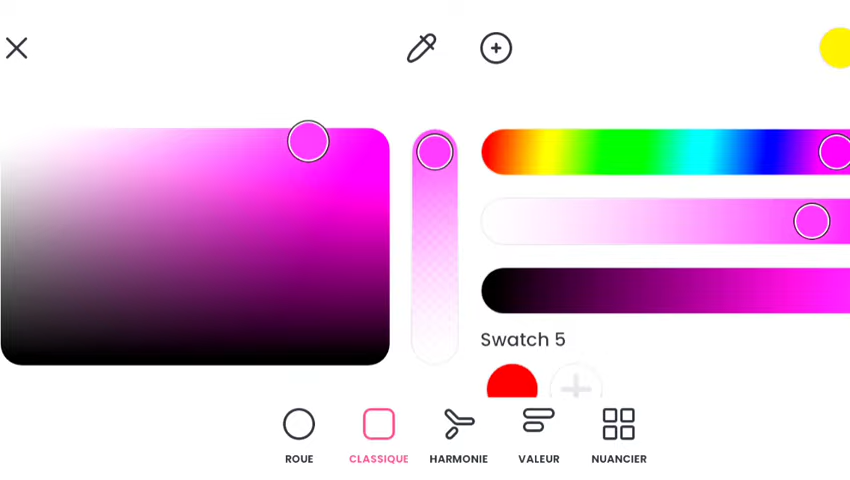 Swatch 5
ROUE
CLASSIQUE
HARMONIE
VALEUR
NUANCIER